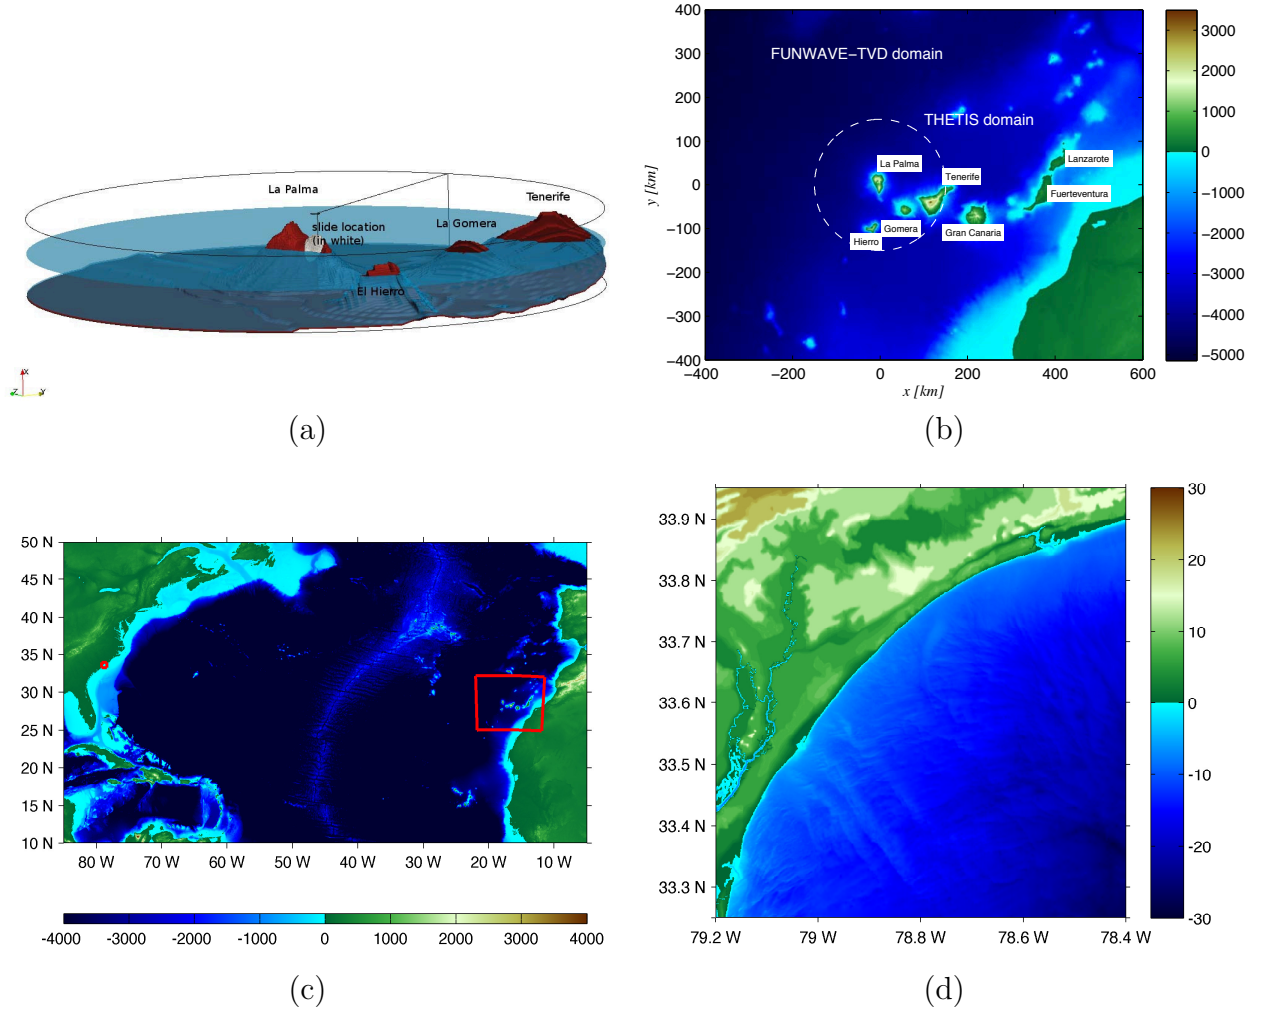 La Palma
Tenerife
La Gomera
slide location
(in white)
El Hierro
X
Z
Y
(a)
400
300
200
100
0
−100
−200
−300
−400
y [km]
FUNWAVE−TVD domain
THETIS domain
La Palma
Tenerife
Lanzarote
Fuerteventura
Gomera
Hierro
Gran Canaria
−400
−200
0
200
400
600
x [km]
3000
2000
1000
0
−1000
−2000
−3000
−4000
−5000
(b)
50 N
45 N
40 N
35 N
30 N
25 N
20 N
15 N
10 N
80 W
70 W
60 W
50 W
40 W
30 W
20 W
10 W
-4000
-3000
-2000
-1000
0
1000
2000
3000
4000
(c)
33.9 N
33.8 N
33.7 N
33.6 N
33.5 N
33.4 N
33.3 N
79.2 W
79 W
78.8 W
78.6 W
78.4 W
30
20
10
0
-10
-20
-30
(d)